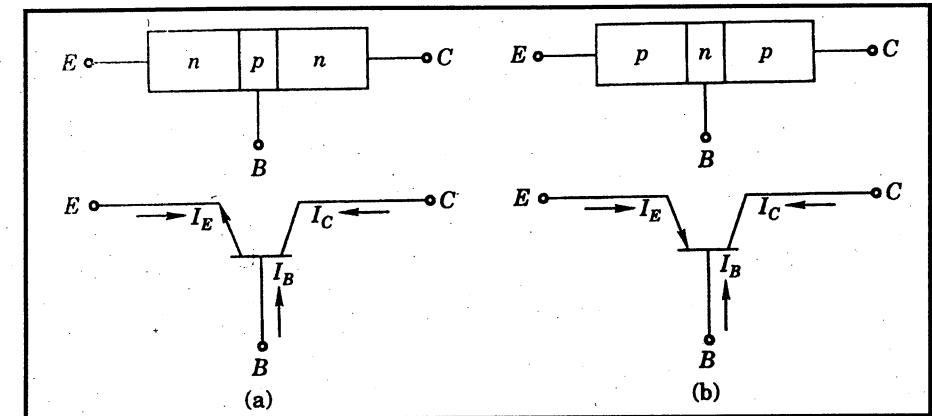 E n p n C
B
E I_E I_C C
I_B
B
(a)
E p n p C
B
E I_E I_C C
I_B
B
(b)